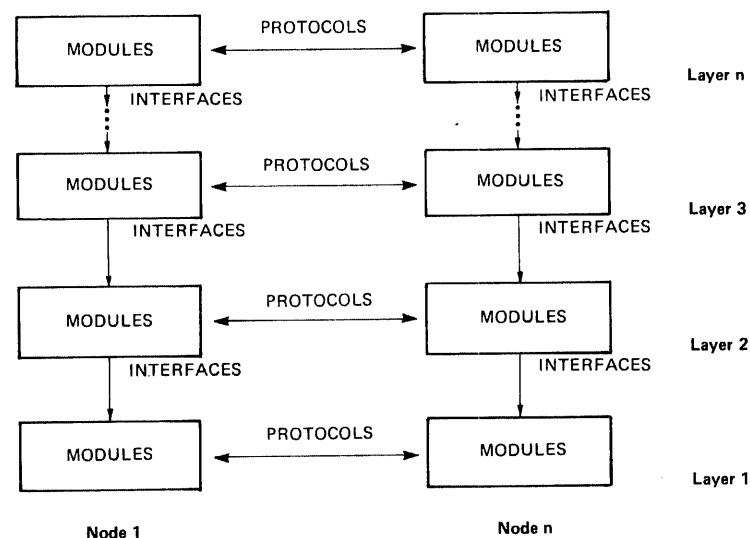 PROTOCOLS
MODULES
MODULES
Layer n
INTERFACES
INTERFACES
PROTOCOLS
MODULES
MODULES
Layer 3
INTERFACES
INTERFACES
PROTOCOLS
MODULES
MODULES
Layer 2
INTERFACES
INTERFACES
PROTOCOLS
MODULES
MODULES
Layer 1
Node 1
Node n